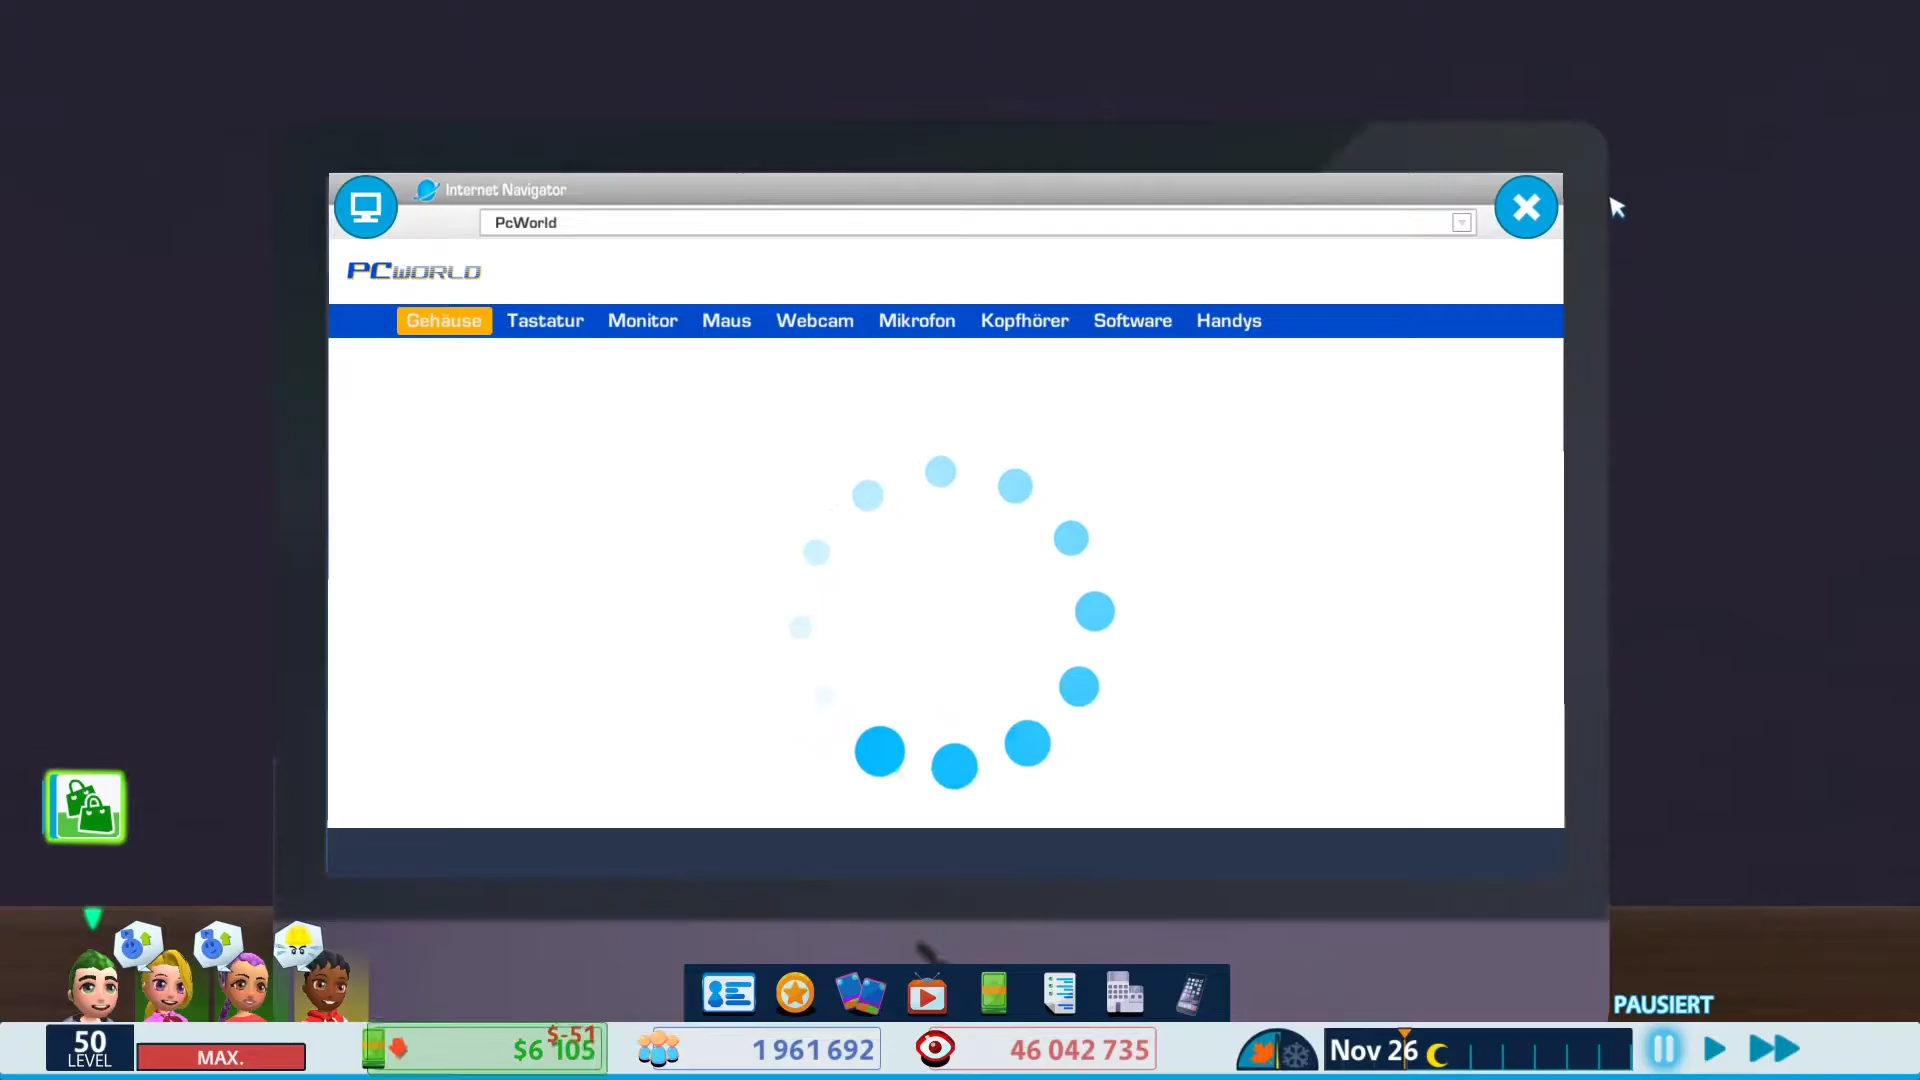 Internet Navigator
PcWorld
PCWORLD
Gehäuse Tastatur Monitor Maus Webcam Mikrofon Kopfhörer Software Handys
PAUSIERT
50
LEVEL
MAX.
$-51
$6 105
1 961 692
46 042 735
Nov 26